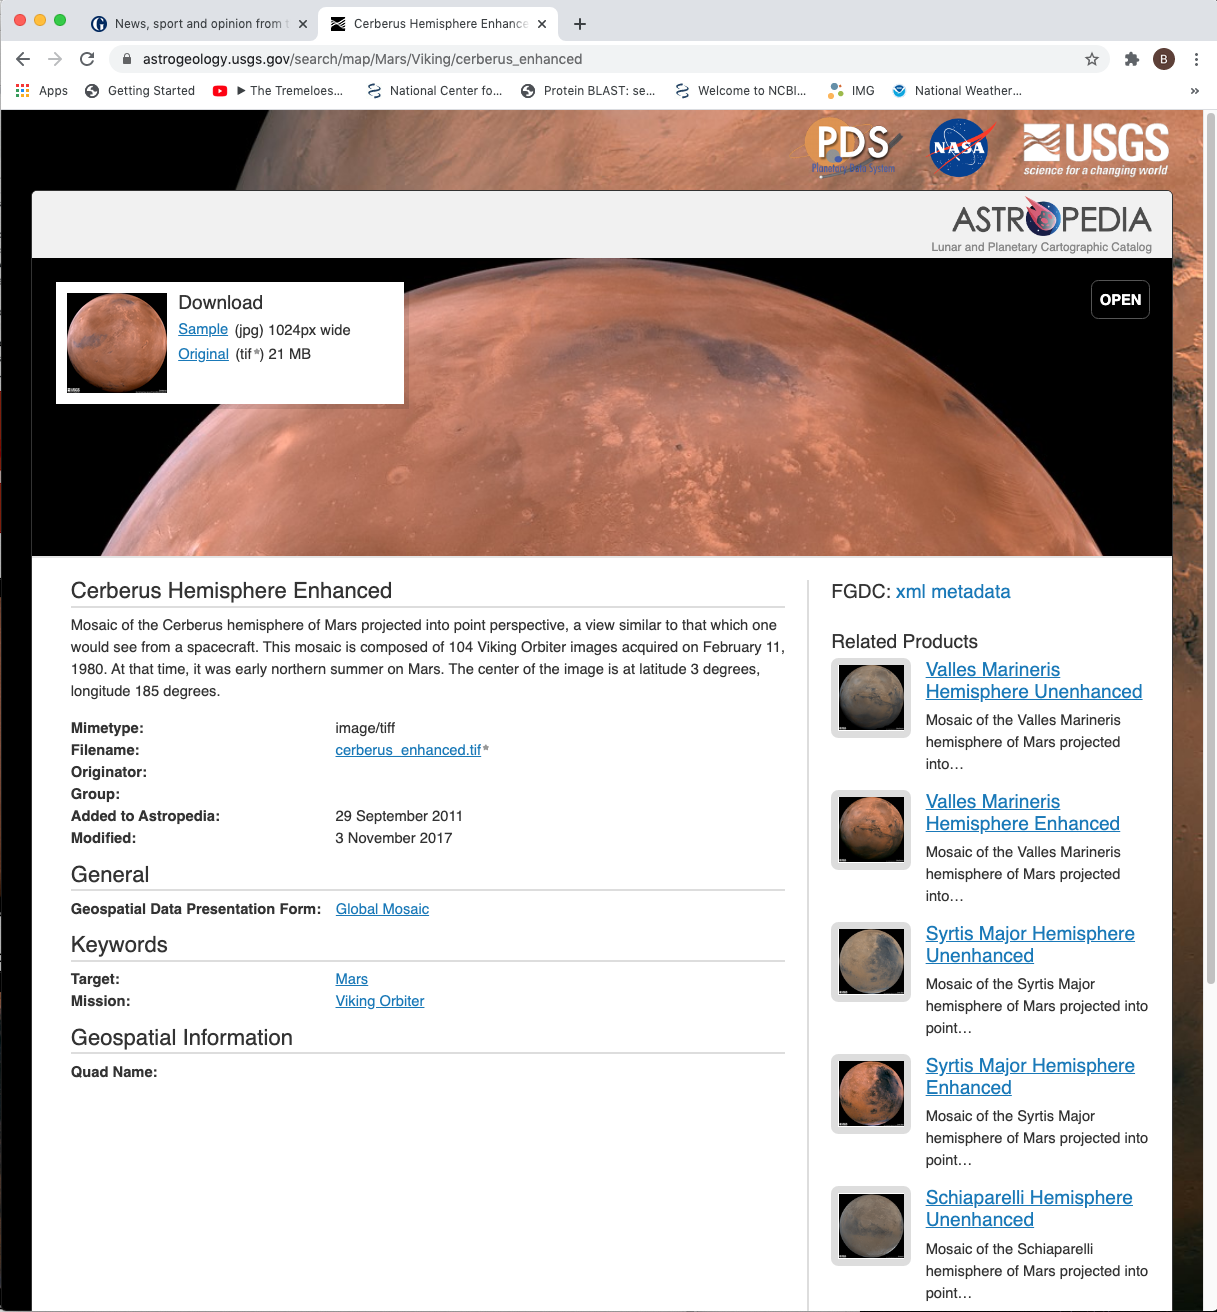 News, sport and opinion from t
Cerberus Hemisphere Enhance
astrogeology.usgs.gov/search/map/Mars/Viking/cerberus_enhanced
B
Apps
Getting Started
► The Tremeloes...
National Center fo...
Protein BLAST: se...
Welcome to NCBI...
IMG
National Weather...
»
PDS
Planetary Data System
NASA
USGS
science for a changing world
ASTROPEDIA
Lunar and Planetary Cartographic Catalog
Download
Sample (jpg) 1024px wide
Original (tif*) 21 MB
OPEN
Cerberus Hemisphere Enhanced
Mosaic of the Cerberus hemisphere of Mars projected into point perspective, a view similar to that which one
would see from a spacecraft. This mosaic is composed of 104 Viking Orbiter images acquired on February 11,
1980. At that time, it was early northern summer on Mars. The center of the image is at latitude 3 degrees,
longitude 185 degrees.
Mimetype: image/tiff
Filename: cerberus_enhanced.tif*
Originator:
Group:
Added to Astropedia: 29 September 2011
Modified: 3 November 2017
General
Geospatial Data Presentation Form: Global Mosaic
Keywords
Target: Mars
Mission: Viking Orbiter
Geospatial Information
Quad Name:
FGDC: xml metadata
Related Products
Valles Marineris
Hemisphere Unenhanced
Mosaic of the Valles Marineris
hemisphere of Mars projected
into…
Valles Marineris
Hemisphere Enhanced
Mosaic of the Valles Marineris
hemisphere of Mars projected
into…
Syrtis Major Hemisphere
Unenhanced
Mosaic of the Syrtis Major
hemisphere of Mars projected into
point…
Syrtis Major Hemisphere
Enhanced
Mosaic of the Syrtis Major
hemisphere of Mars projected into
point…
Schiaparelli Hemisphere
Unenhanced
Mosaic of the Schiaparelli
hemisphere of Mars projected into
point…